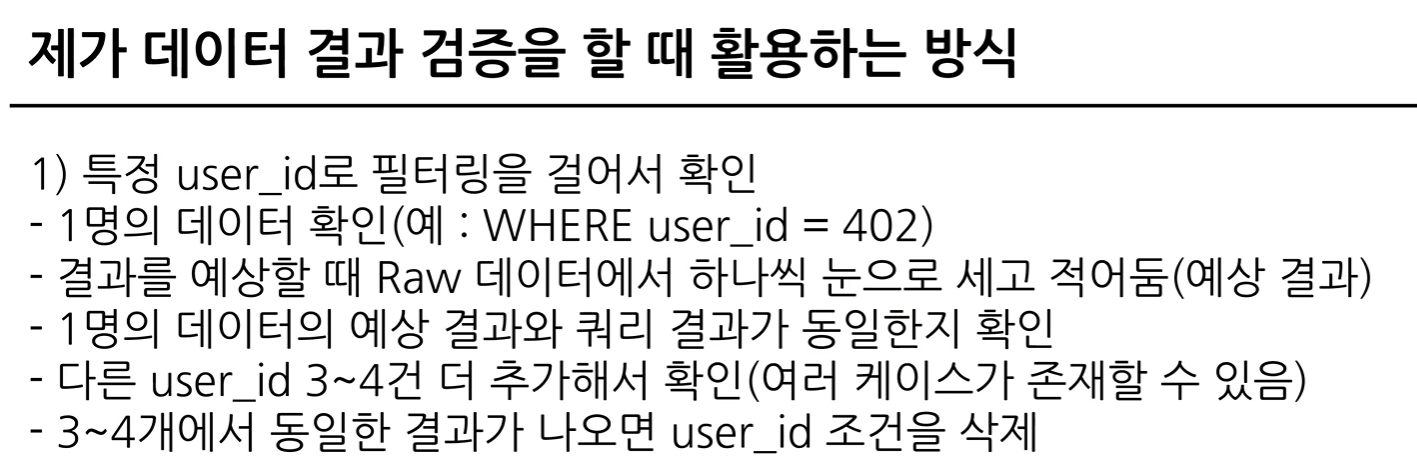 제가 데이터 결과 검증을 할 때 활용하는 방식
1) 특정 user_id로 필터링을 걸어서 확인
- 1명의 데이터 확인(예 : WHERE user_id = 402)
- 결과를 예상할 때 Raw 데이터에서 하나씩 눈으로 세고 적어둠(예상 결과)
- 1명의 데이터의 예상 결과와 쿼리 결과가 동일한지 확인
- 다른 user_id 3~4건 더 추가해서 확인(여러 케이스가 존재할 수 있음)
- 3~4개에서 동일한 결과가 나오면 user_id 조건을 삭제